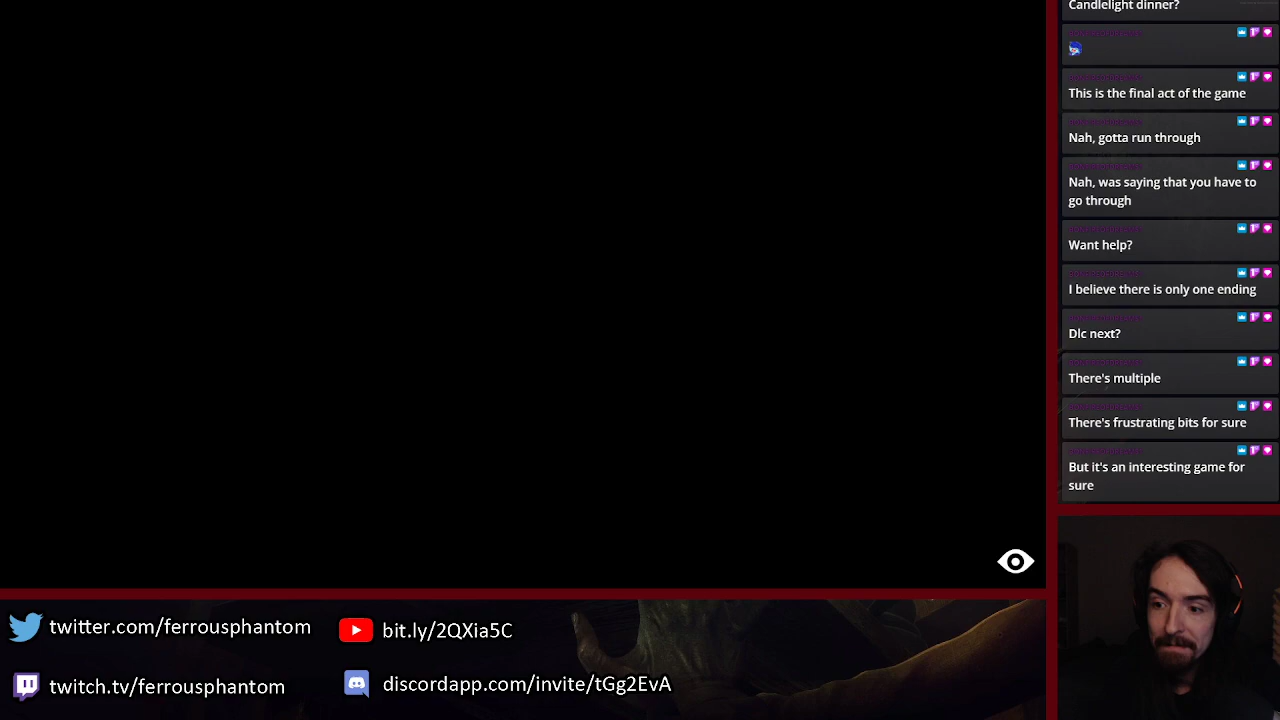 Candlelight dinner?
This is the final act of the game
Nah, gotta run through
Nah, was saying that you have to
go through
Want help?
I believe there is only one ending
Dlc next?
There's multiple
There's frustrating bits for sure
But it's an interesting game for
sure
twitter.com/ferrousphantom
bit.ly/2QXia5C
twitch.tv/ferrousphantom
discordapp.com/invite/tGg2EvA